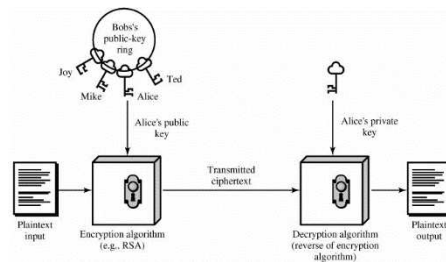 Bobs's
public-key
ring
Joy
Ted
Mike
Alice
Alice's public
key
Alice's private
key
Transmitted
ciphertext
Plaintext
input
Encryption algorithm
(e.g., RSA)
Decryption algorithm
(reverse of encryption
algorithm)
Plaintext
output